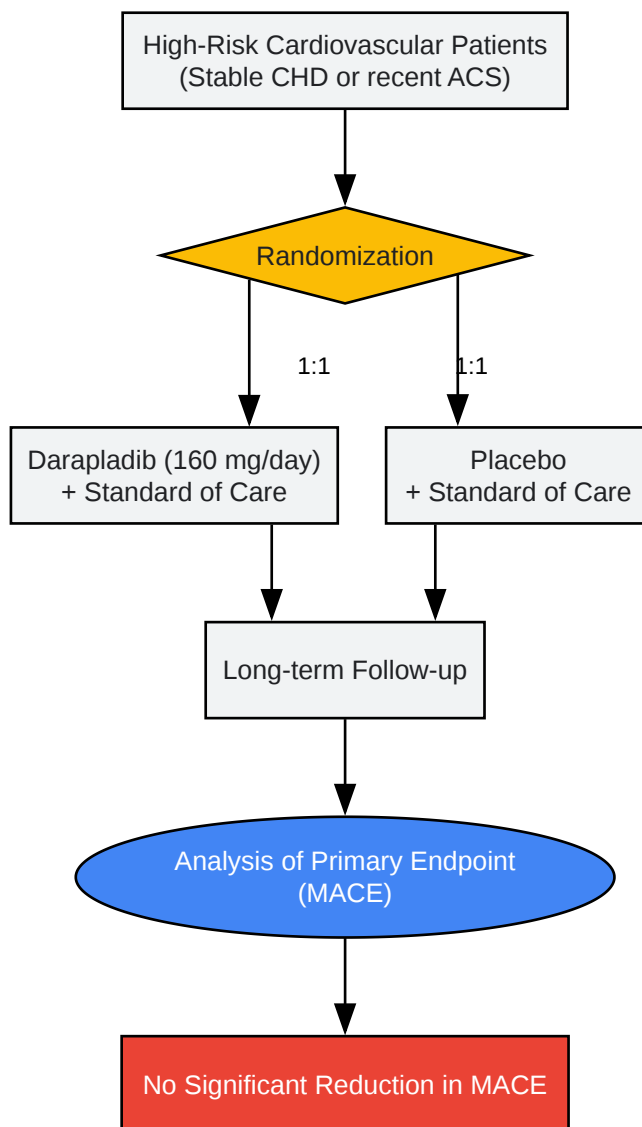 High-Risk Cardiovascular Patients
(Stable CHD or recent ACS)
Randomization
1:1
1:1
Darapladib (160 mg/day)
+ Standard of Care
Placebo
+ Standard of Care
Long-term Follow-up
Analysis of Primary Endpoint
(MACE)
No Significant Reduction in MACE